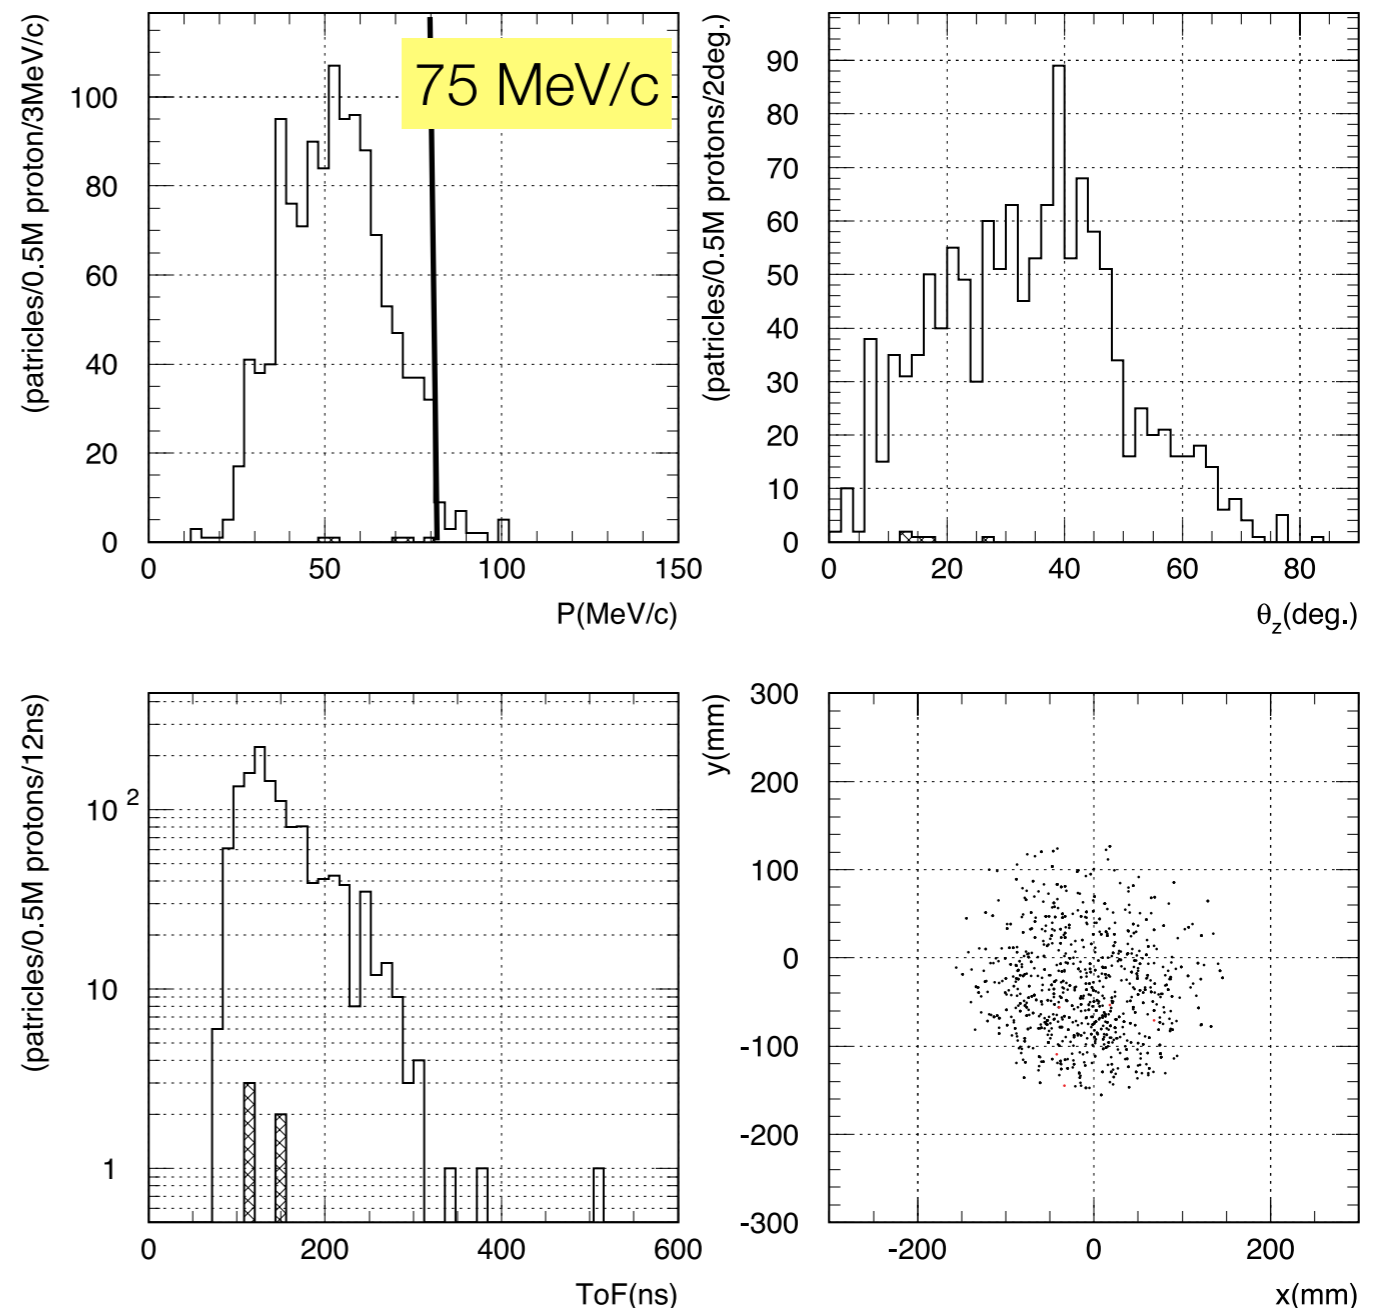 (patricles/0.5M proton/3MeV/c)
100
80
60
40
20
0
75 MeV/c
0 50 100 150
P(MeV/c)
(patricles/0.5M protons/2deg.)
90
80
70
60
50
40
30
20
10
0
0 20 40 60 80
θz(deg.)
(patricles/0.5M protons/12ns)
10 2
10
1
0 200 400 600
ToF(ns)
y(mm)
300
200
100
0
-100
-200
-300
-200 0 200
x(mm)